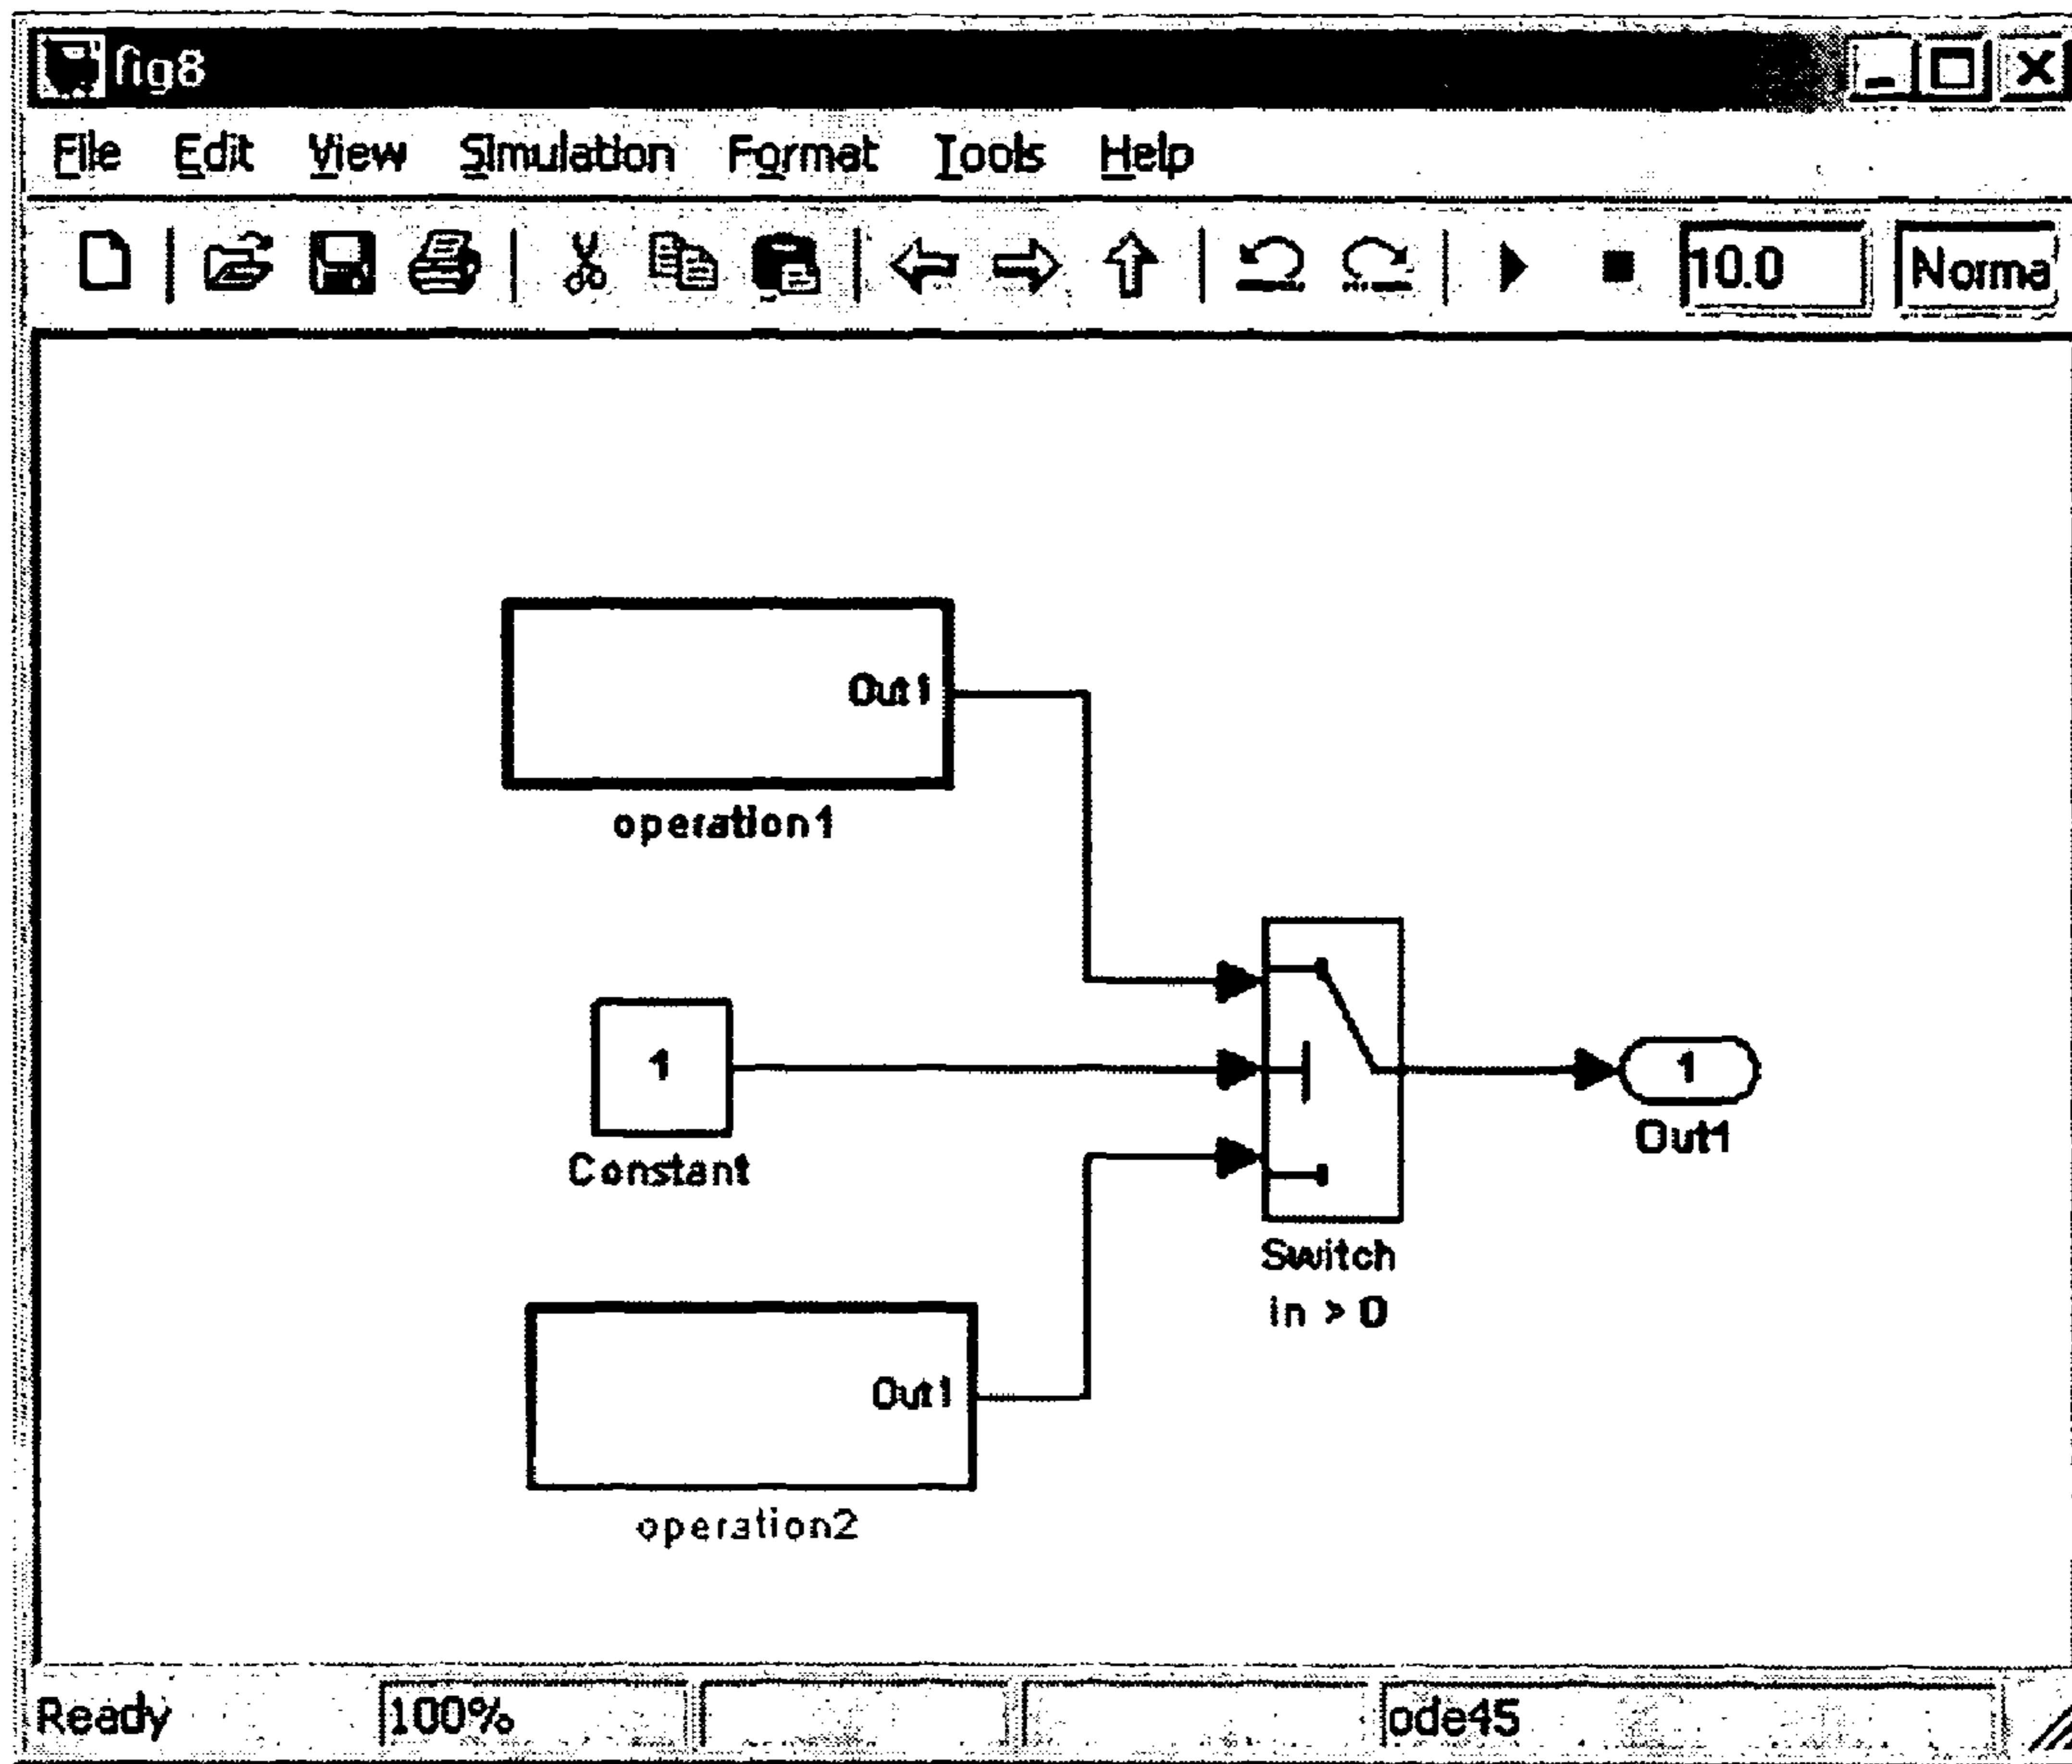 fig8
File Edit View Simulation Format Tools Help
10.0 Norma
Out1
operation1
1
Constant
1
Out1
Switch
in > 0
Out1
operation2
Ready 100% ode45